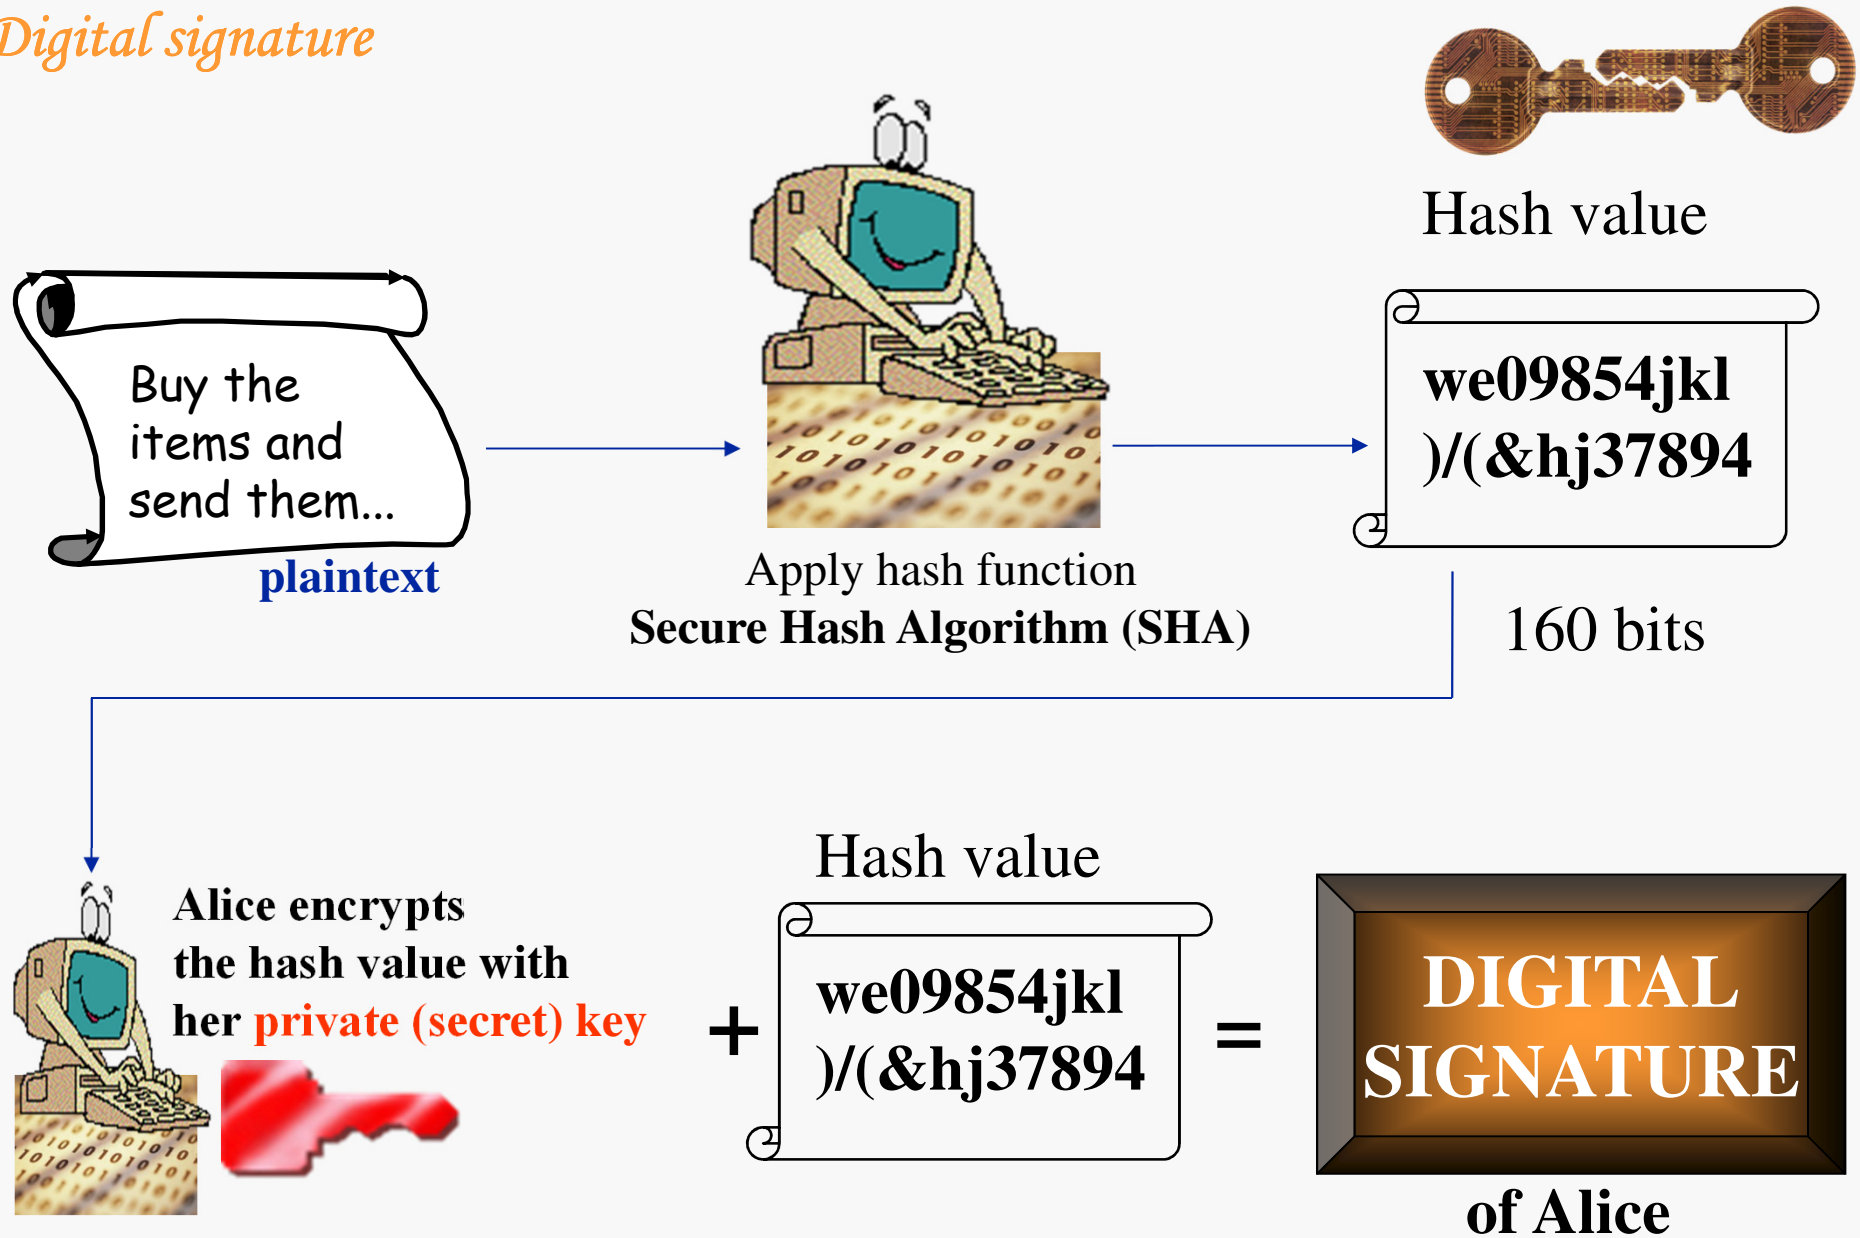 Digital signature
Hash value
Buy the
items and
send them...
plaintext
Apply hash function
Secure Hash Algorithm (SHA)
we09854jkl
)/(&hj37894
160 bits
Alice encrypts
the hash value with
her private (secret) key
+
Hash value
we09854jkl
)/(&hj37894
=
DIGITAL
SIGNATURE
of Alice